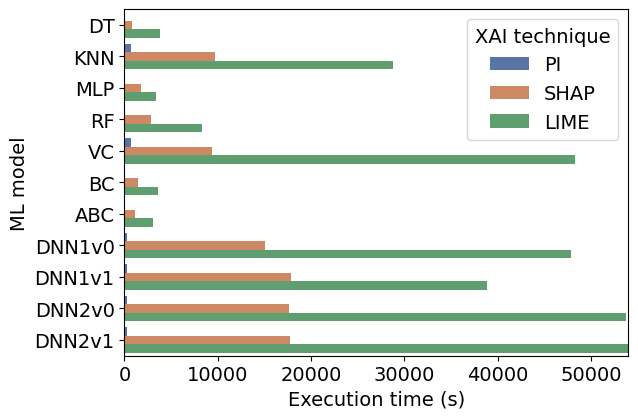 XAI technique
PI
SHAP
LIME
ML model
DT
KNN
MLP
RF
VC
BC
ABC
DNN1v0
DNN1v1
DNN2v0
DNN2v1
0 10000 20000 30000 40000 50000
Execution time (s)